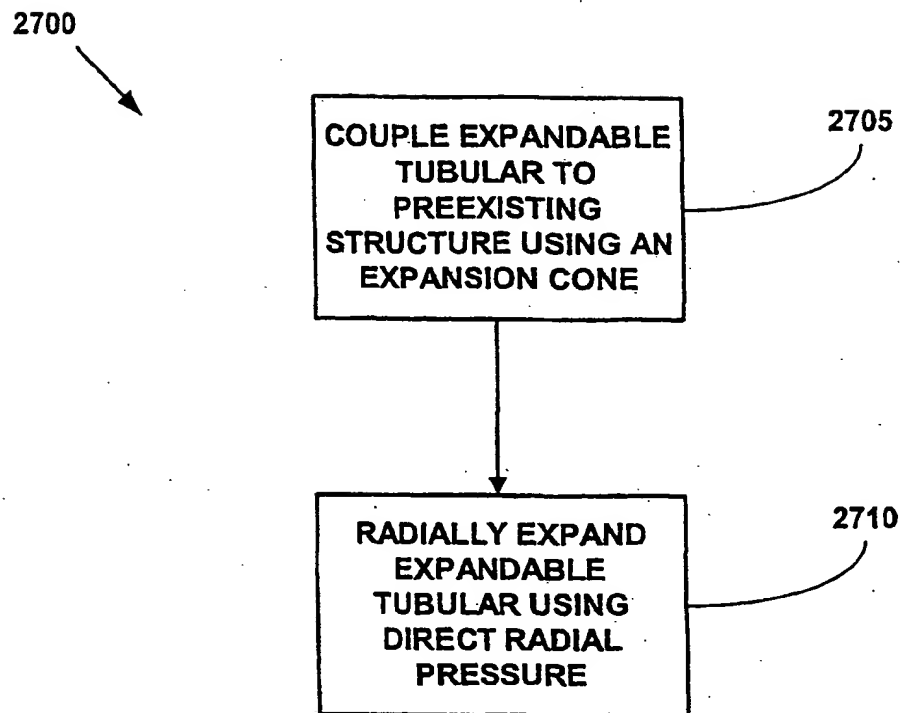 2700
COUPLE EXPANDABLE
TUBULAR TO
PREEXISTING
STRUCTURE USING AN
EXPANSION CONE
2705
RADIALLY EXPAND
EXPANDABLE
TUBULAR USING
DIRECT RADIAL
PRESSURE
2710